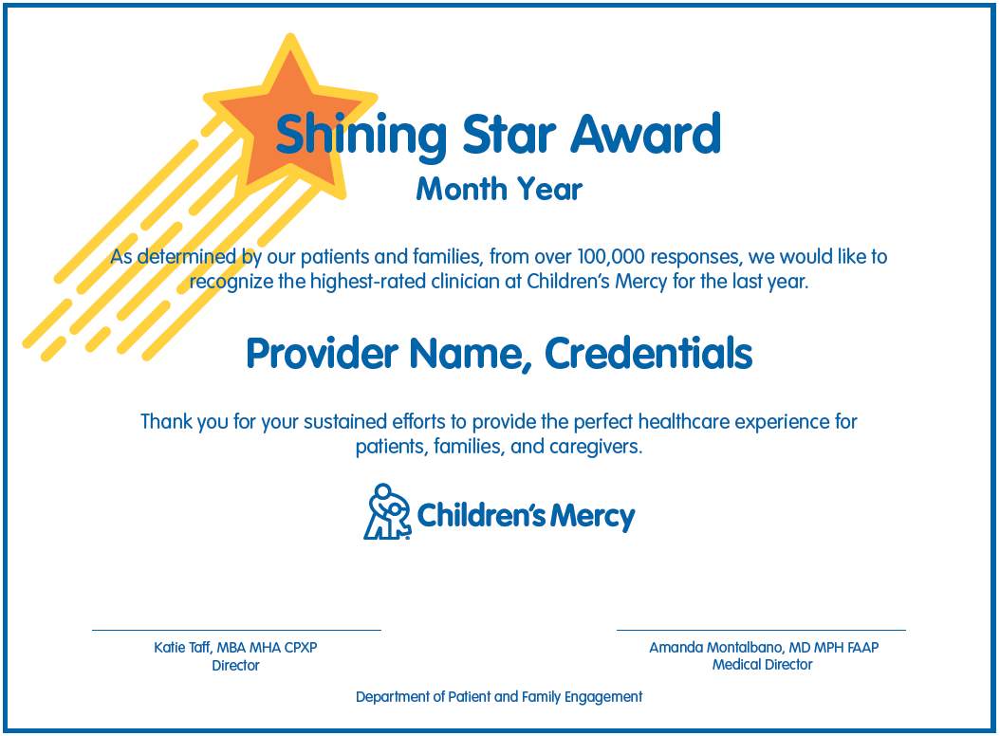 Shining Star Award
Month Year
As determined by our patients and families, from over 100,000 responses, we would like to
recognize the highest-rated clinician at Children's Mercy for the last year.
Provider Name, Credentials
Thank you for your sustained efforts to provide the perfect healthcare experience for
patients, families, and caregivers.
Children's Mercy
Katie Taff, MBA MHA CPXP
Director
Amanda Montalbano, MD MPH FAAP
Medical Director
Department of Patient and Family Engagement